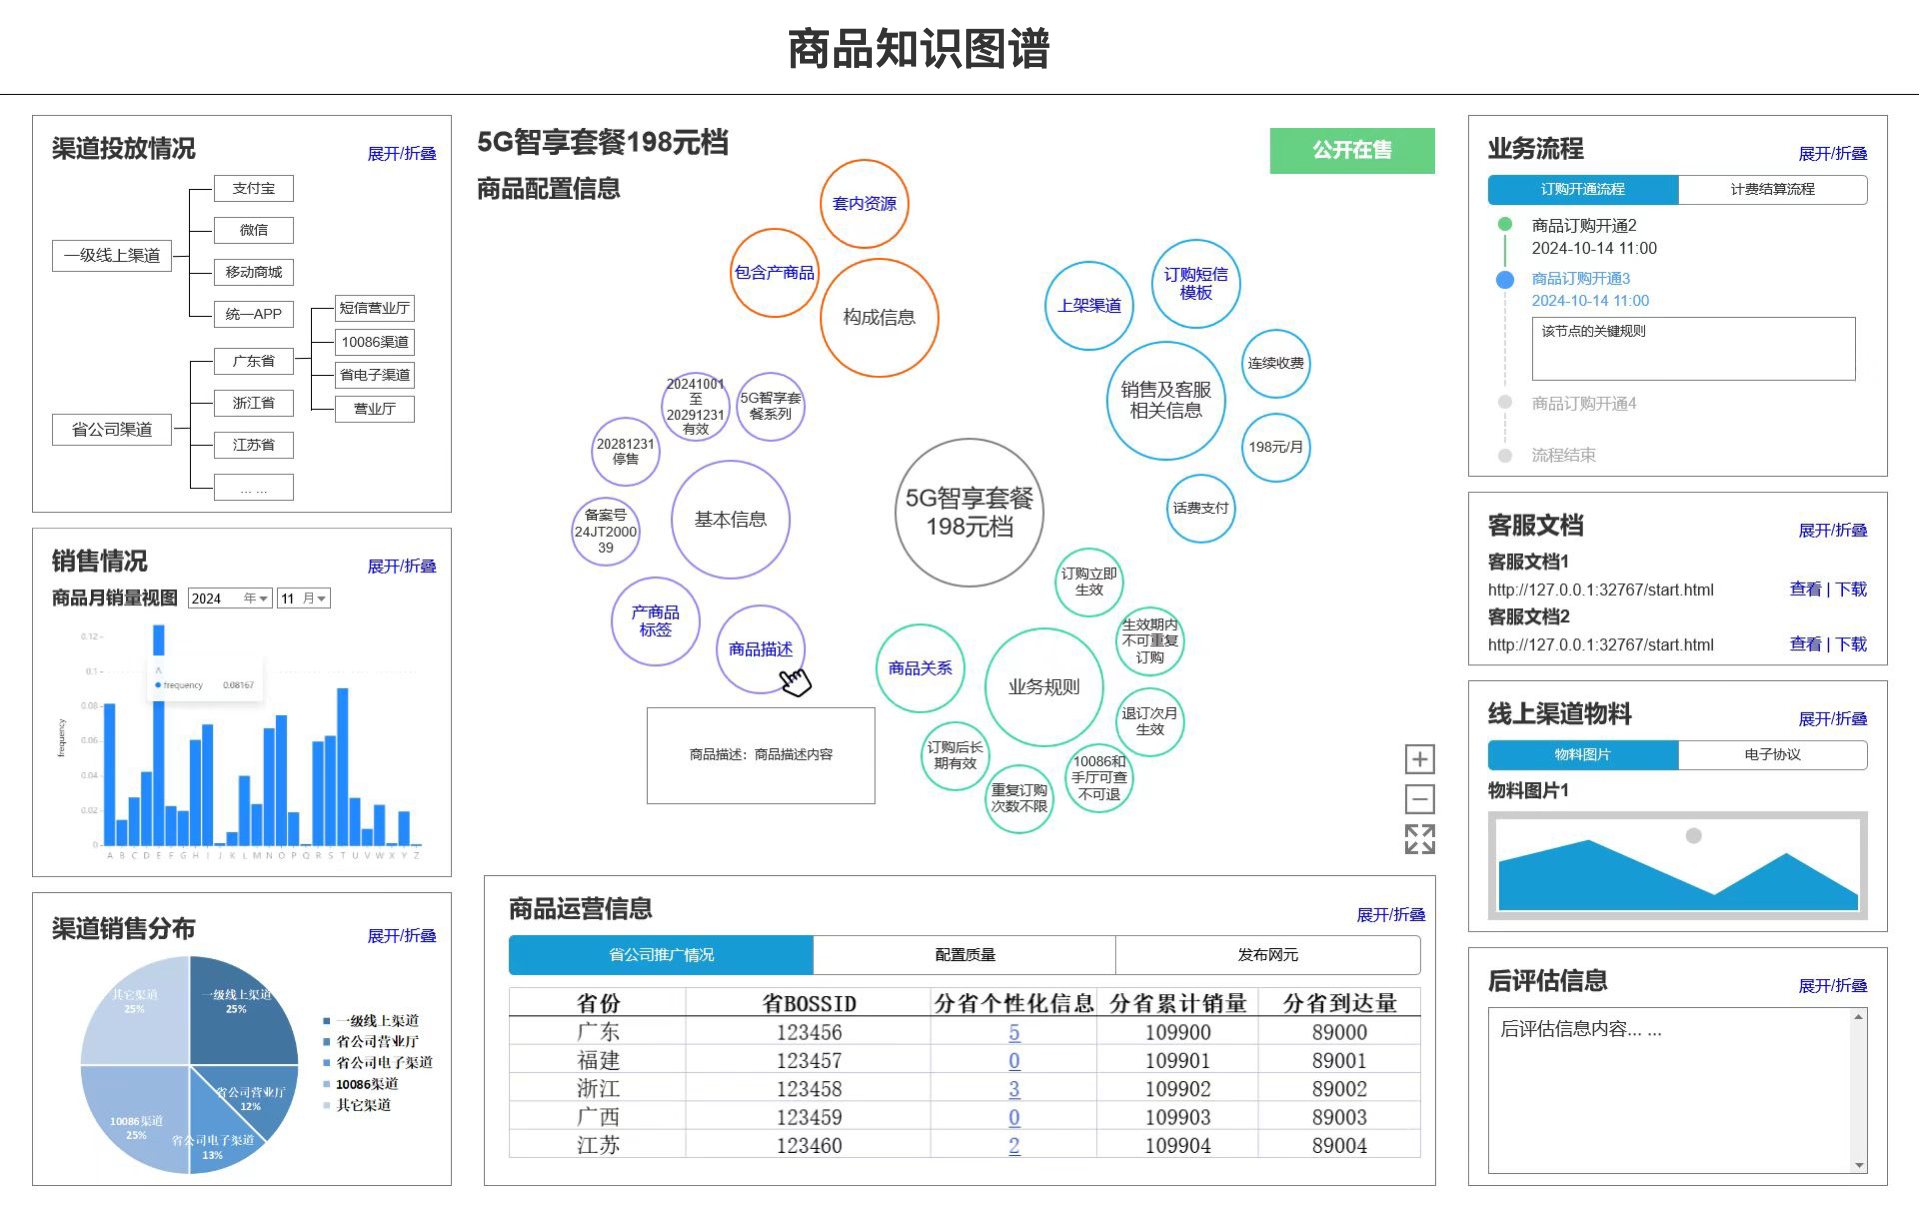 商品知识图谱
渠道投放情况
展开/折叠
一级线上渠道
支付宝
微信
移动商城
统一APP
省公司渠道
广东省
浙江省
江苏省
... ...
短信营业厅
10086渠道
省电子渠道
营业厅
销售情况
展开/折叠
商品月销量视图 2024 年 11 月
0.12
0.1
0.08
0.06
0.04
0.02
0
frequency
A
frequency 0.08167
A B C D E F G H I J K L M N O P Q R S T U V W X Y Z
渠道销售分布
展开/折叠
其它渠道
25%
一级线上渠道
25%
省公司营业厅
12%
10086渠道
25%
省公司电子渠道
13%
一级线上渠道
省公司营业厅
省公司电子渠道
10086渠道
其它渠道
5G智享套餐198元档
公开在售
商品配置信息
套内资源
包含产商品
构成信息
上架渠道
订购短信
模板
销售及客服
相关信息
连续收费
198元/月
话费支付
20241001
至
20291231
有效
5G智享套
餐系列
20281231
停售
备案号
24JT2000
39
基本信息
产商品
标签
商品描述
商品描述：商品描述内容
5G智享套餐
198元档
订购立即
生效
生效期内
不可重复
订购
商品关系
业务规则
退订次月
生效
订购后长
期有效
重复订购
次数不限
10086和
手厅可查
不可退
商品运营信息
展开/折叠
省公司推广情况 配置质量 发布网元
省份 省BOSSID 分省个性化信息 分省累计销量 分省到达量
广东 123456 5 109900 89000
福建 123457 0 109901 89001
浙江 123458 3 109902 89002
广西 123459 0 109903 89003
江苏 123460 2 109904 89004
业务流程
展开/折叠
订购开通流程 计费结算流程
商品订购开通2
2024-10-14 11:00
商品订购开通3
2024-10-14 11:00
该节点的关键规则
商品订购开通4
流程结束
客服文档
展开/折叠
客服文档1
http://127.0.0.1:32767/start.html 查看 | 下载
客服文档2
http://127.0.0.1:32767/start.html 查看 | 下载
线上渠道物料
展开/折叠
物料图片 电子协议
物料图片1
后评估信息
展开/折叠
后评估信息内容... ...